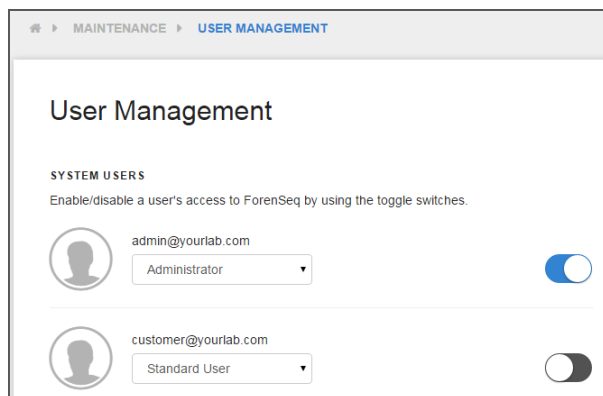 MAINTENANCE USER MANAGEMENT
User Management
SYSTEM USERS
Enable/disable a user's access to ForenSeq by using the toggle switches.
admin@yourlab.com
Administrator
customer@yourlab.com
Standard User